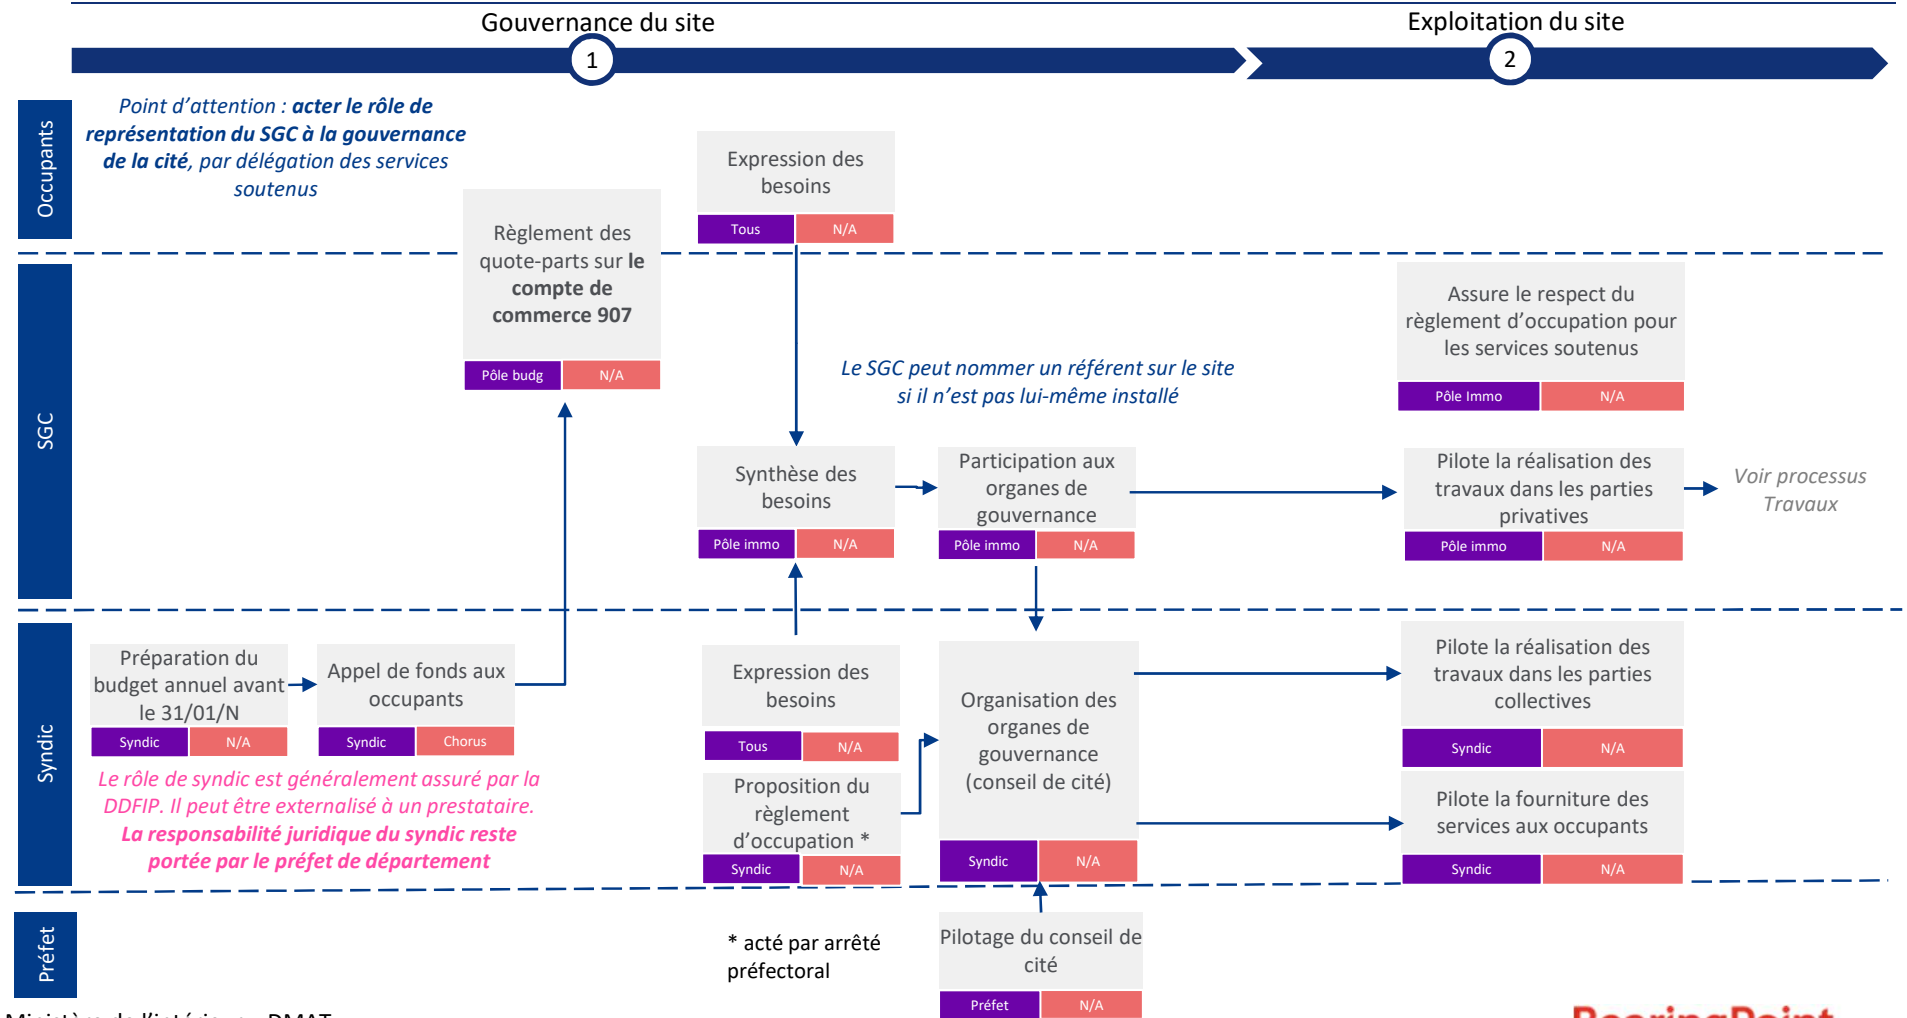 Gouvernance du site
Exploitation du site
1
2
Occupants
Point d'attention : acter le rôle de
représentation du SGC à la gouvernance
de la cité, par délégation des services
soutenus
Expression des
besoins
Tous
N/A
SGC
Règlement des
quote-parts sur le
compte de
commerce 907
Pôle budg
N/A
Assure le respect du
règlement d'occupation pour
les services soutenus
Pôle Immo
N/A
Le SGC peut nommer un référent sur le site
si il n'est pas lui-même installé
Synthèse des
besoins
Pôle immo
N/A
Participation aux
organes de
gouvernance
Pôle immo
N/A
Pilote la réalisation des
travaux dans les parties
privatives
Pôle immo
N/A
Voir processus
Travaux
Syndic
Préparation du
budget annuel avant
le 31/01/N
Syndic
N/A
Appel de fonds aux
occupants
Syndic
Chorus
Le rôle de syndic est généralement assuré par la
DDFIP. Il peut être externalisé à un prestataire.
La responsabilité juridique du syndic reste
portée par le préfet de département
Expression des
besoins
Tous
N/A
Proposition du
règlement
d'occupation *
Syndic
N/A
Organisation des
organes de
gouvernance
(conseil de cité)
Syndic
N/A
Pilote la réalisation des
travaux dans les parties
collectives
Syndic
N/A
Pilote la fourniture des
services aux occupants
Syndic
N/A
Préfet
* acté par arrêté
préfectoral
Pilotage du conseil de
cité
Préfet
N/A
Ministère de l'intérieur - DMAT
BearingPoint